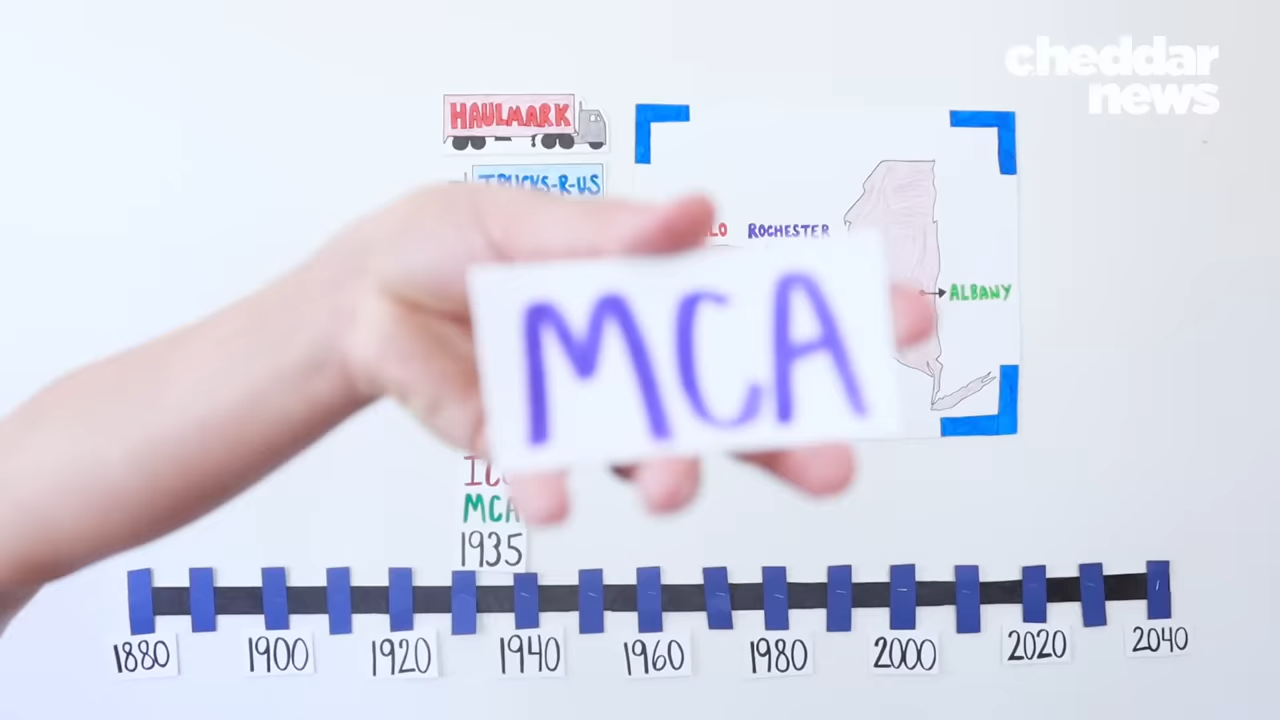 cheddar
news
HAULMARK
TRUCKS-R-US
ROCHESTER
ALBANY
MCA
MCA
1935
1880
1900
1920
1940
1960
1980
2000
2020
2040